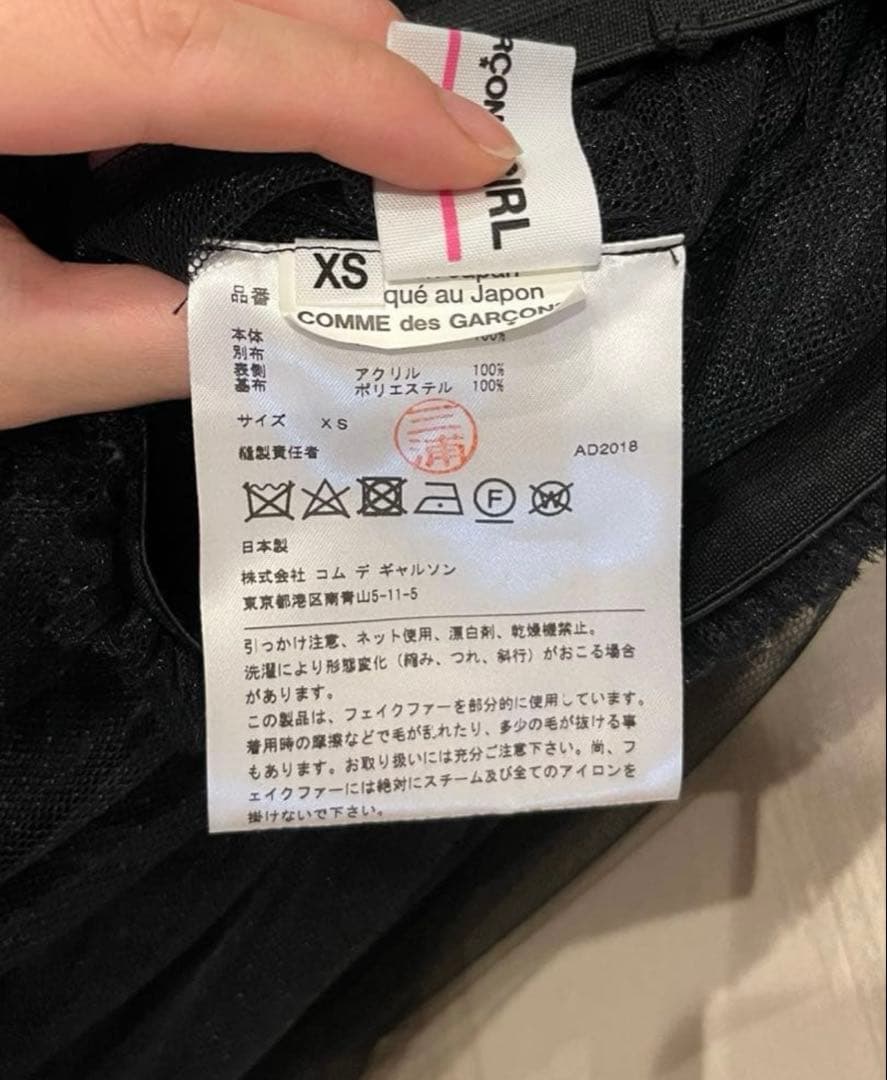 RÇON
GIRL
XS
qué au Japon
COMME des GARÇON
品番
本体 100%
別布
表側 アクリル 100%
基布 ポリエステル 100%
サイズ XS
縫製責任者 三浦 AD2018
F W
日本製
株式会社 コム デ ギャルソン
東京都港区南青山5-11-5
引っかけ注意、ネット使用、漂白剤、乾燥機禁止。
洗濯により形態変化（縮み、つれ、斜行）がおこる場合
があります。
この製品は、フェイクファーを部分的に使用しています。
着用時の摩擦などで毛が乱れたり、多少の毛が抜ける事
もあります。お取り扱いには充分ご注意下さい。尚、フ
ェイクファーには絶対にスチーム及び全てのアイロンを
掛けないで下さい。